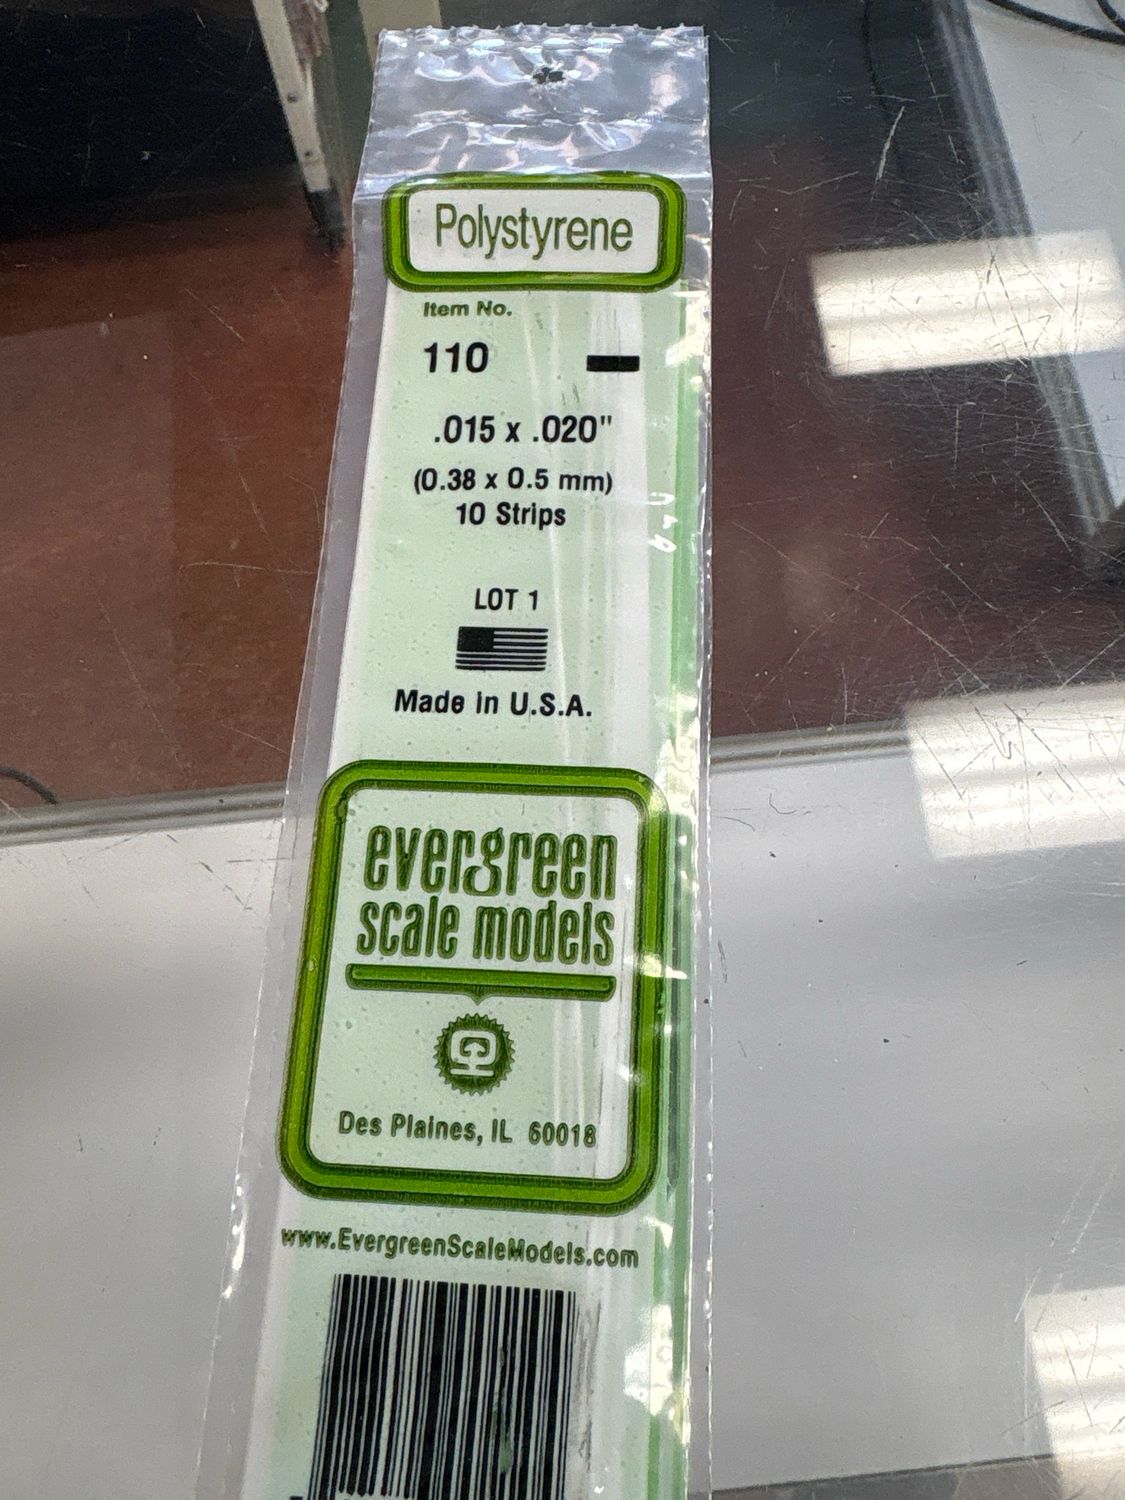 Polystyrene
Item No.
110
.015 x .020"
(0.38 x 0.5 mm)
10 Strips
LOT 1
Made in U.S.A.
evergreen
scale models
Des Plaines, IL 60018
www.EvergreenScaleModels.com